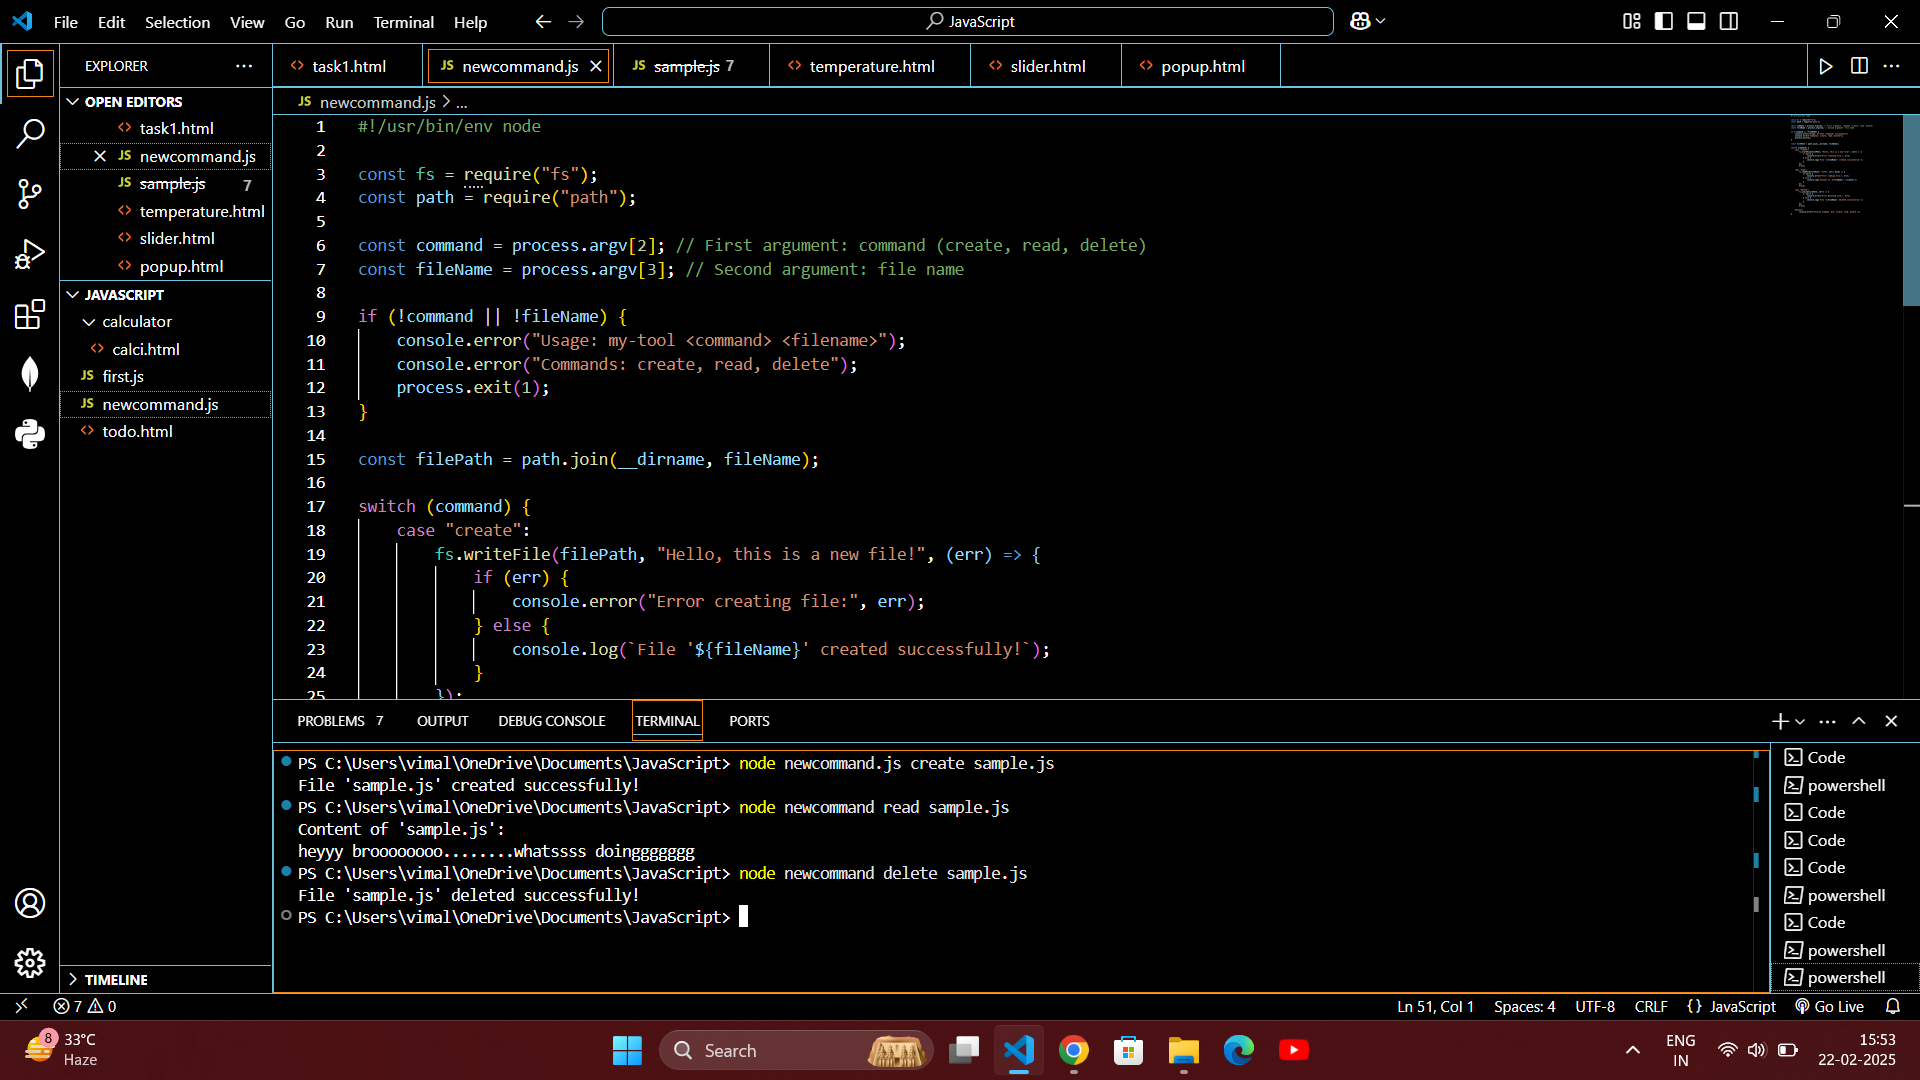 File Edit Selection View Go Run Terminal Help
JavaScript
EXPLORER
task1.html
JS newcommand.js
JS sample.js 7
temperature.html
slider.html
popup.html
OPEN EDITORS
task1.html
JS newcommand.js
JS sample.js 7
temperature.html
slider.html
popup.html
JAVASCRIPT
calculator
calci.html
JS first.js
JS newcommand.js
todo.html
TIMELINE
JS newcommand.js > ...
1 #!/usr/bin/env node
2
3 const fs = require("fs");
4 const path = require("path");
5
6 const command = process.argv[2]; // First argument: command (create, read, delete)
7 const fileName = process.argv[3]; // Second argument: file name
8
9 if (!command || !fileName) {
10 console.error("Usage: my-tool <command> <filename>");
11 console.error("Commands: create, read, delete");
12 process.exit(1);
13 }
14
15 const filePath = path.join(__dirname, fileName);
16
17 switch (command) {
18 case "create":
19 fs.writeFile(filePath, "Hello, this is a new file!", (err) => {
20 if (err) {
21 console.error("Error creating file:", err);
22 } else {
23 console.log(`File '${fileName}' created successfully!`);
24 }
25 });
PROBLEMS 7 OUTPUT DEBUG CONSOLE TERMINAL PORTS
PS C:\Users\vimal\OneDrive\Documents\JavaScript> node newcommand.js create sample.js
File 'sample.js' created successfully!
PS C:\Users\vimal\OneDrive\Documents\JavaScript> node newcommand read sample.js
Content of 'sample.js':
heyyy broooooooo........whatssss doinggggggg
PS C:\Users\vimal\OneDrive\Documents\JavaScript> node newcommand delete sample.js
File 'sample.js' deleted successfully!
PS C:\Users\vimal\OneDrive\Documents\JavaScript>
Code
powershell
Code
Code
Code
powershell
Code
powershell
powershell
7 0
Ln 51, Col 1 Spaces: 4 UTF-8 CRLF {} JavaScript Go Live
8
33°C
Haze
Search
ENG
IN
15:53
22-02-2025